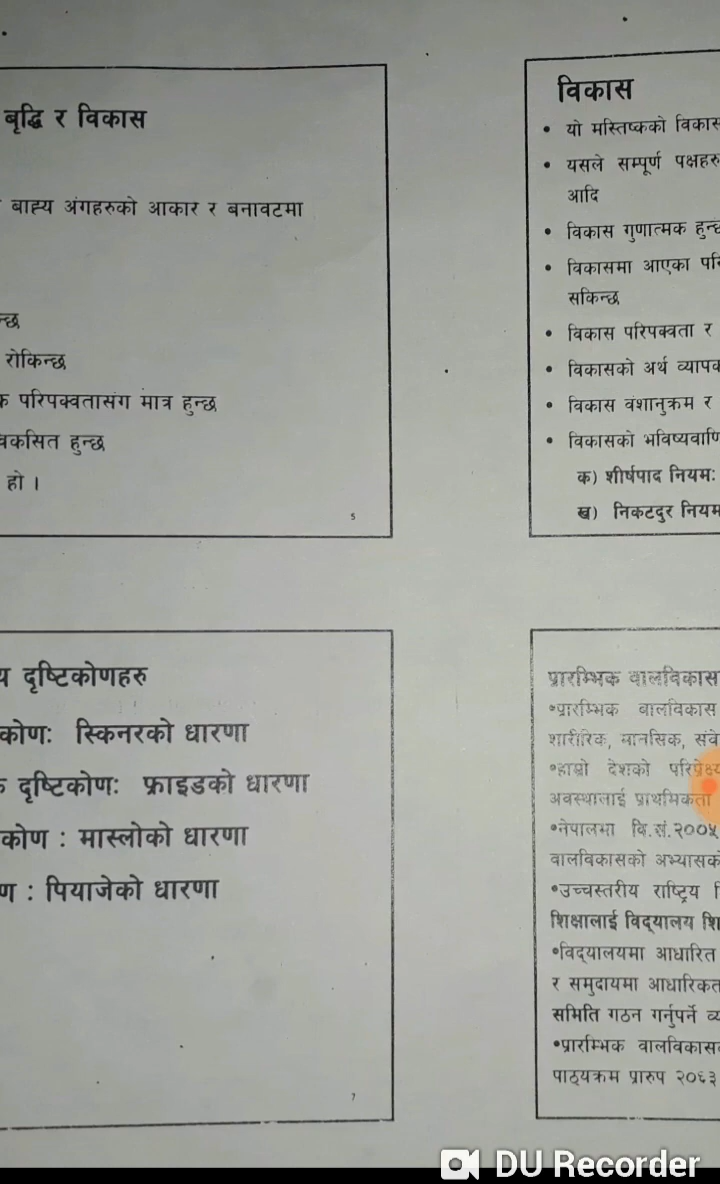 बृद्धि र विकास
बाह्य अंगहरुको आकार र बनावटमा
न्छ
रोकिन्छ
क परिपक्वतासंग मात्र हुन्छ
वकसित हुन्छ
हो ।
5
विकास
• यो मस्तिष्कको विकास
• यसले सम्पूर्ण पक्षहरु
आदि
• विकास गुणात्मक हुन्छ
• विकासमा आएका परि
सकिन्छ
• विकास परिपक्वता र
• विकासको अर्थ व्यापक
• विकास वंशानुक्रम र
• विकासको भविष्यवाणि
क) शीर्षपाद नियमः
ख) निकटदुर नियम
य दृष्टिकोणहरु
कोणः स्किनरको धारणा
क दृष्टिकोणः फ्राइडको धारणा
कोण : मास्लोको धारणा
ण : पियाजेको धारणा
7
प्रारम्भिक वालविकास
•प्रारम्भिक वालविकास
शारीरिक, मानसिक, संवे
•हाम्रो देशको परिप्रेक्ष्य
अवस्थालाई प्राथमिकता
•नेपालमा बि.सं.२००५
वालविकासको अभ्यासको
•उच्चस्तरीय राष्ट्रिय शि
शिक्षालाई विद्यालय शि
•विद्यालयमा आधारित
र समुदायमा आधारिकत
समिति गठन गर्नुपर्ने व्य
•प्रारम्भिक वालविकास
पाठ्यक्रम प्रारुप २०६३
DU Recorder